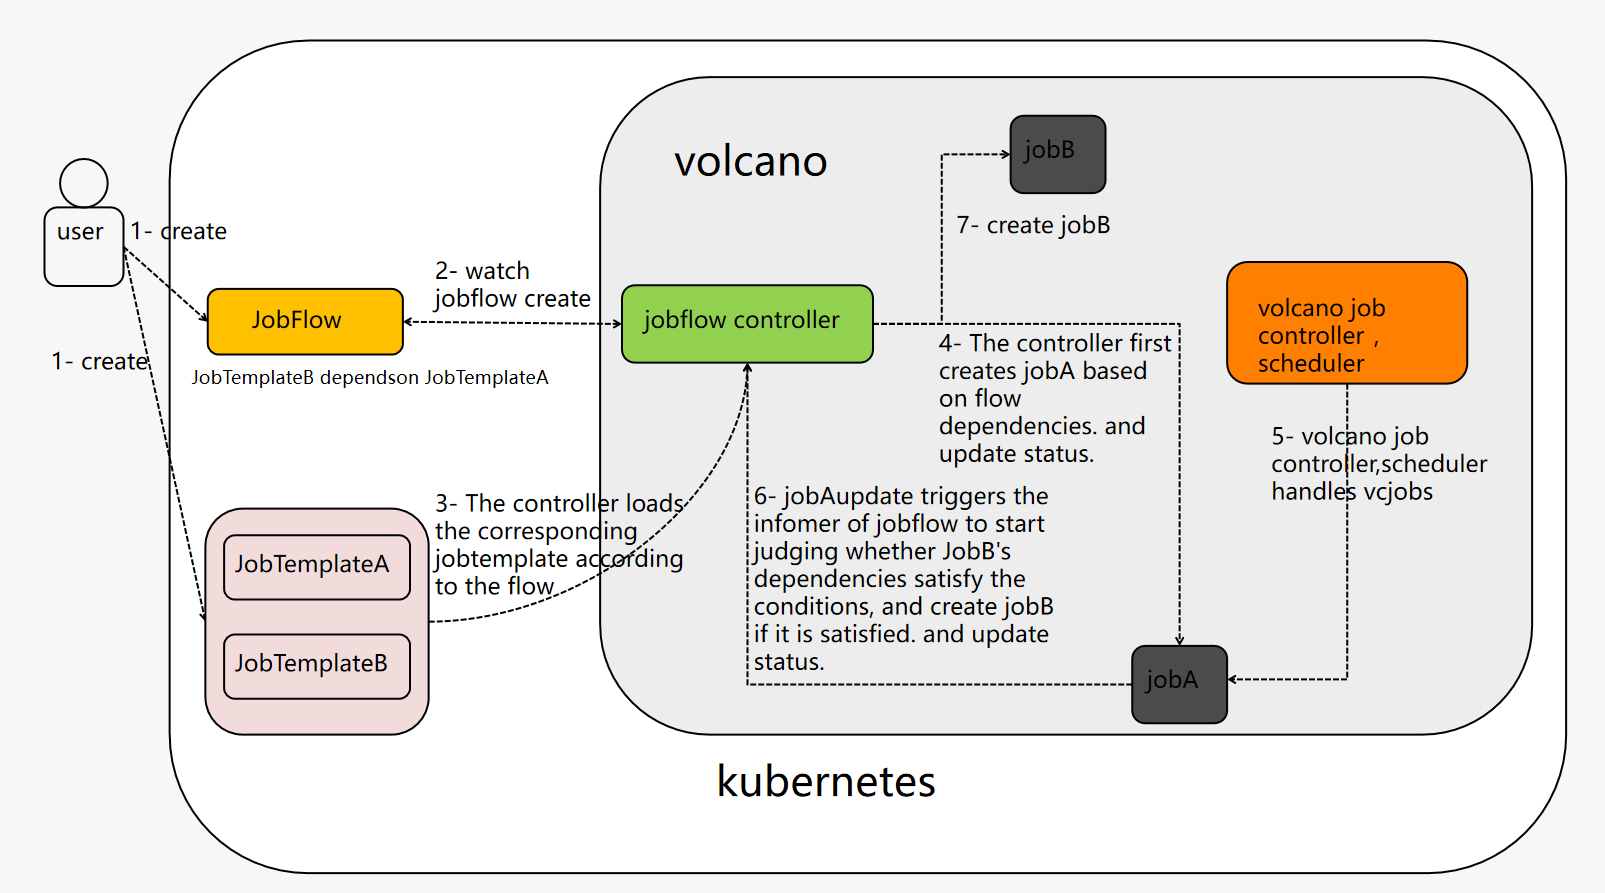 volcano
jobB
user
1- create
7- create jobB
2- watch
jobflow create
JobFlow
jobflow controller
volcano job
controller ,
scheduler
1- create
JobTemplateB dependson JobTemplateA
4- The controller first
creates jobA based
on flow
dependencies. and
update status.
5- volcano job
controller,scheduler
handles vcjobs
3- The controller loads
the corresponding
jobtemplate according
to the flow
6- jobAupdate triggers the
infomer of jobflow to start
judging whether JobB's
dependencies satisfy the
conditions, and create jobB
if it is satisfied. and update
status.
JobTemplateA
JobTemplateB
jobA
kubernetes